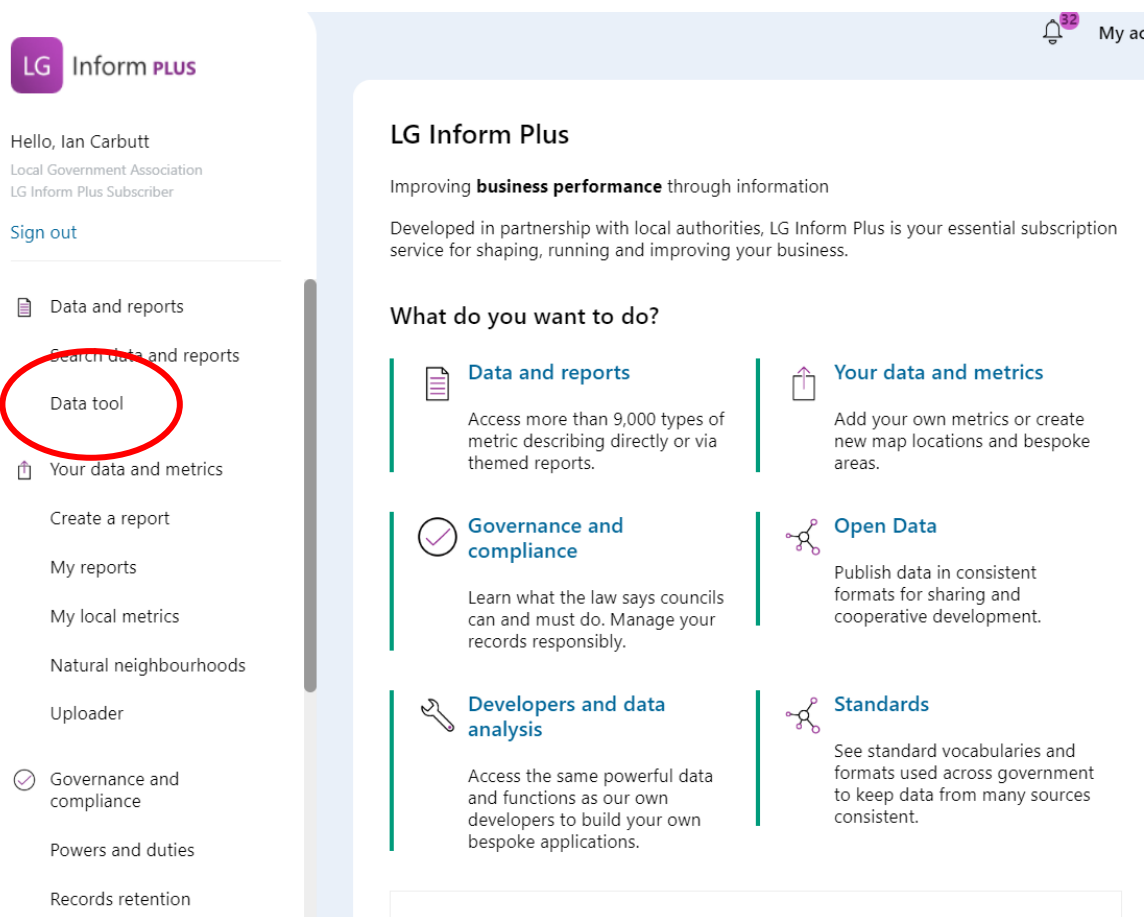 32
My ac
LG Inform PLUS
Hello, Ian Carbutt
Local Government Association
LG Inform Plus Subscriber
Sign out
Data and reports
Search data and reports
Data tool
Your data and metrics
Create a report
My reports
My local metrics
Natural neighbourhoods
Uploader
Governance and
compliance
Powers and duties
Records retention
LG Inform Plus
Improving business performance through information
Developed in partnership with local authorities, LG Inform Plus is your essential subscription
service for shaping, running and improving your business.
What do you want to do?
Data and reports
Access more than 9,000 types of
metric describing directly or via
themed reports.
Your data and metrics
Add your own metrics or create
new map locations and bespoke
areas.
Governance and
compliance
Learn what the law says councils
can and must do. Manage your
records responsibly.
Open Data
Publish data in consistent
formats for sharing and
cooperative development.
Developers and data
analysis
Access the same powerful data
and functions as our own
developers to build your own
bespoke applications.
Standards
See standard vocabularies and
formats used across government
to keep data from many sources
consistent.